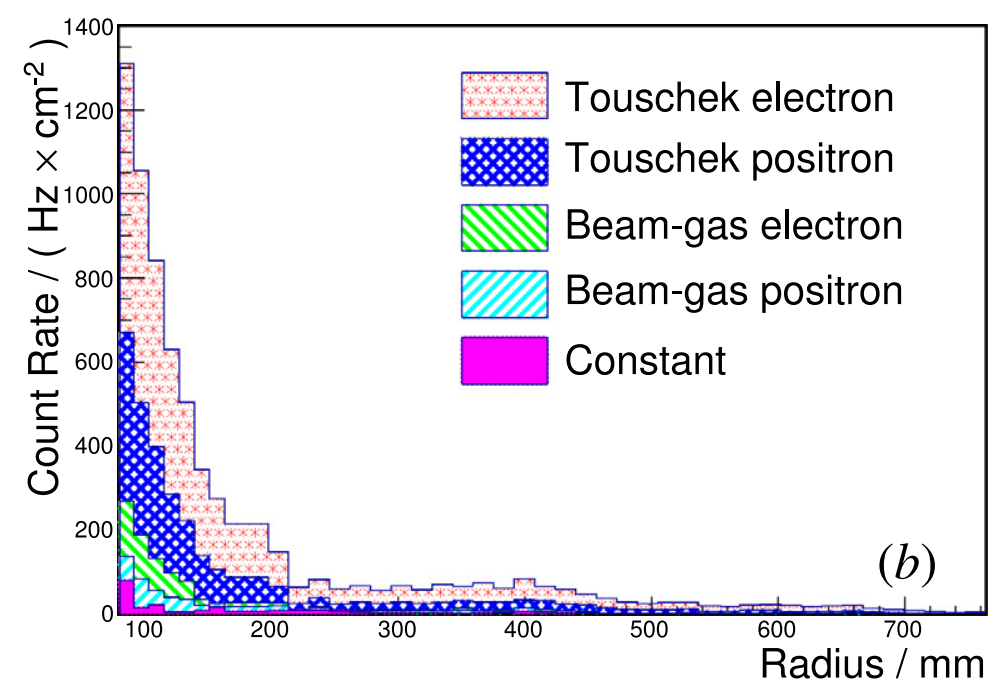 Count Rate / ( Hz × cm⁻² )
1400
1200
1000
800
600
400
200
0
Touschek electron
Touschek positron
Beam-gas electron
Beam-gas positron
Constant
(b)
100 200 300 400 500 600 700
Radius / mm